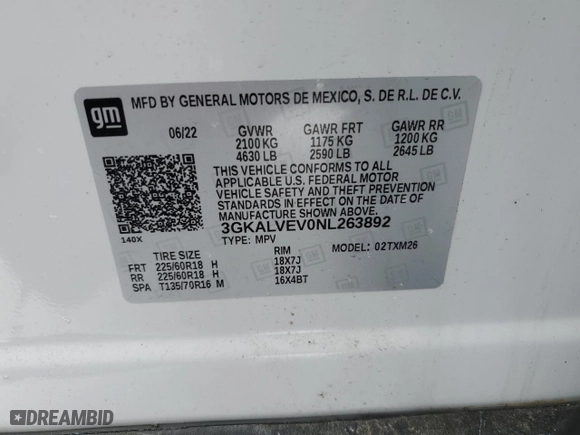 gm MFD BY GENERAL MOTORS DE MEXICO, S. DE R.L. DE C.V.
06/22 GVWR GAWR FRT GAWR RR
2100 KG 1175 KG 1200 KG
4630 LB 2590 LB 2645 LB
THIS VEHICLE CONFORMS TO ALL
APPLICABLE U.S. FEDERAL MOTOR
VEHICLE SAFETY AND THEFT PREVENTION
STANDARDS IN EFFECT ON THE DATE OF
MANUFACTURE SHOWN ABOVE.
3GKALVEV0NL263892
140X TYPE: MPV MODEL: 02TXM26
TIRE SIZE RIM
FRT 225/60R18 H 18X7J
RR 225/60R18 H 18X7J
SPA T135/70R16 M 16X4BT
DREAMBID